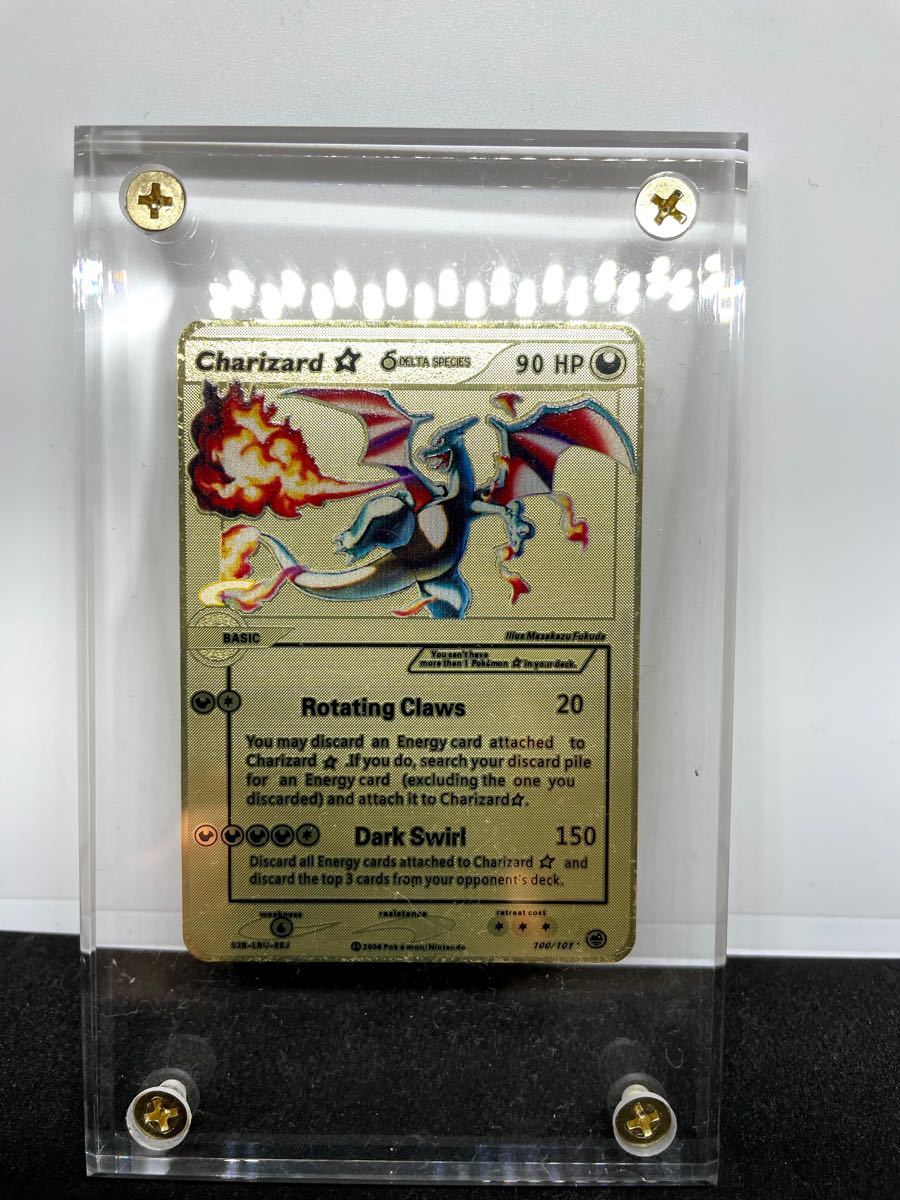 Charizard ☆ δ DELTA SPECIES 90 HP
BASIC
Illus Masakazu Fukuda
You can't have
more than 1 Pokémon ☆ in your deck.
Rotating Claws 20
You may discard an Energy card attached to
Charizard ☆ .If you do, search your discard pile
for an Energy card (excluding the one you
discarded) and attach it to Charizard☆.
Dark Swirl 150
Discard all Energy cards attached to Charizard ☆ and
discard the top 3 cards from your opponent's deck.
weakness resistance retreat cost
S2B-LBU-EEJ © 2006 Pokémon/Nintendo 100/101